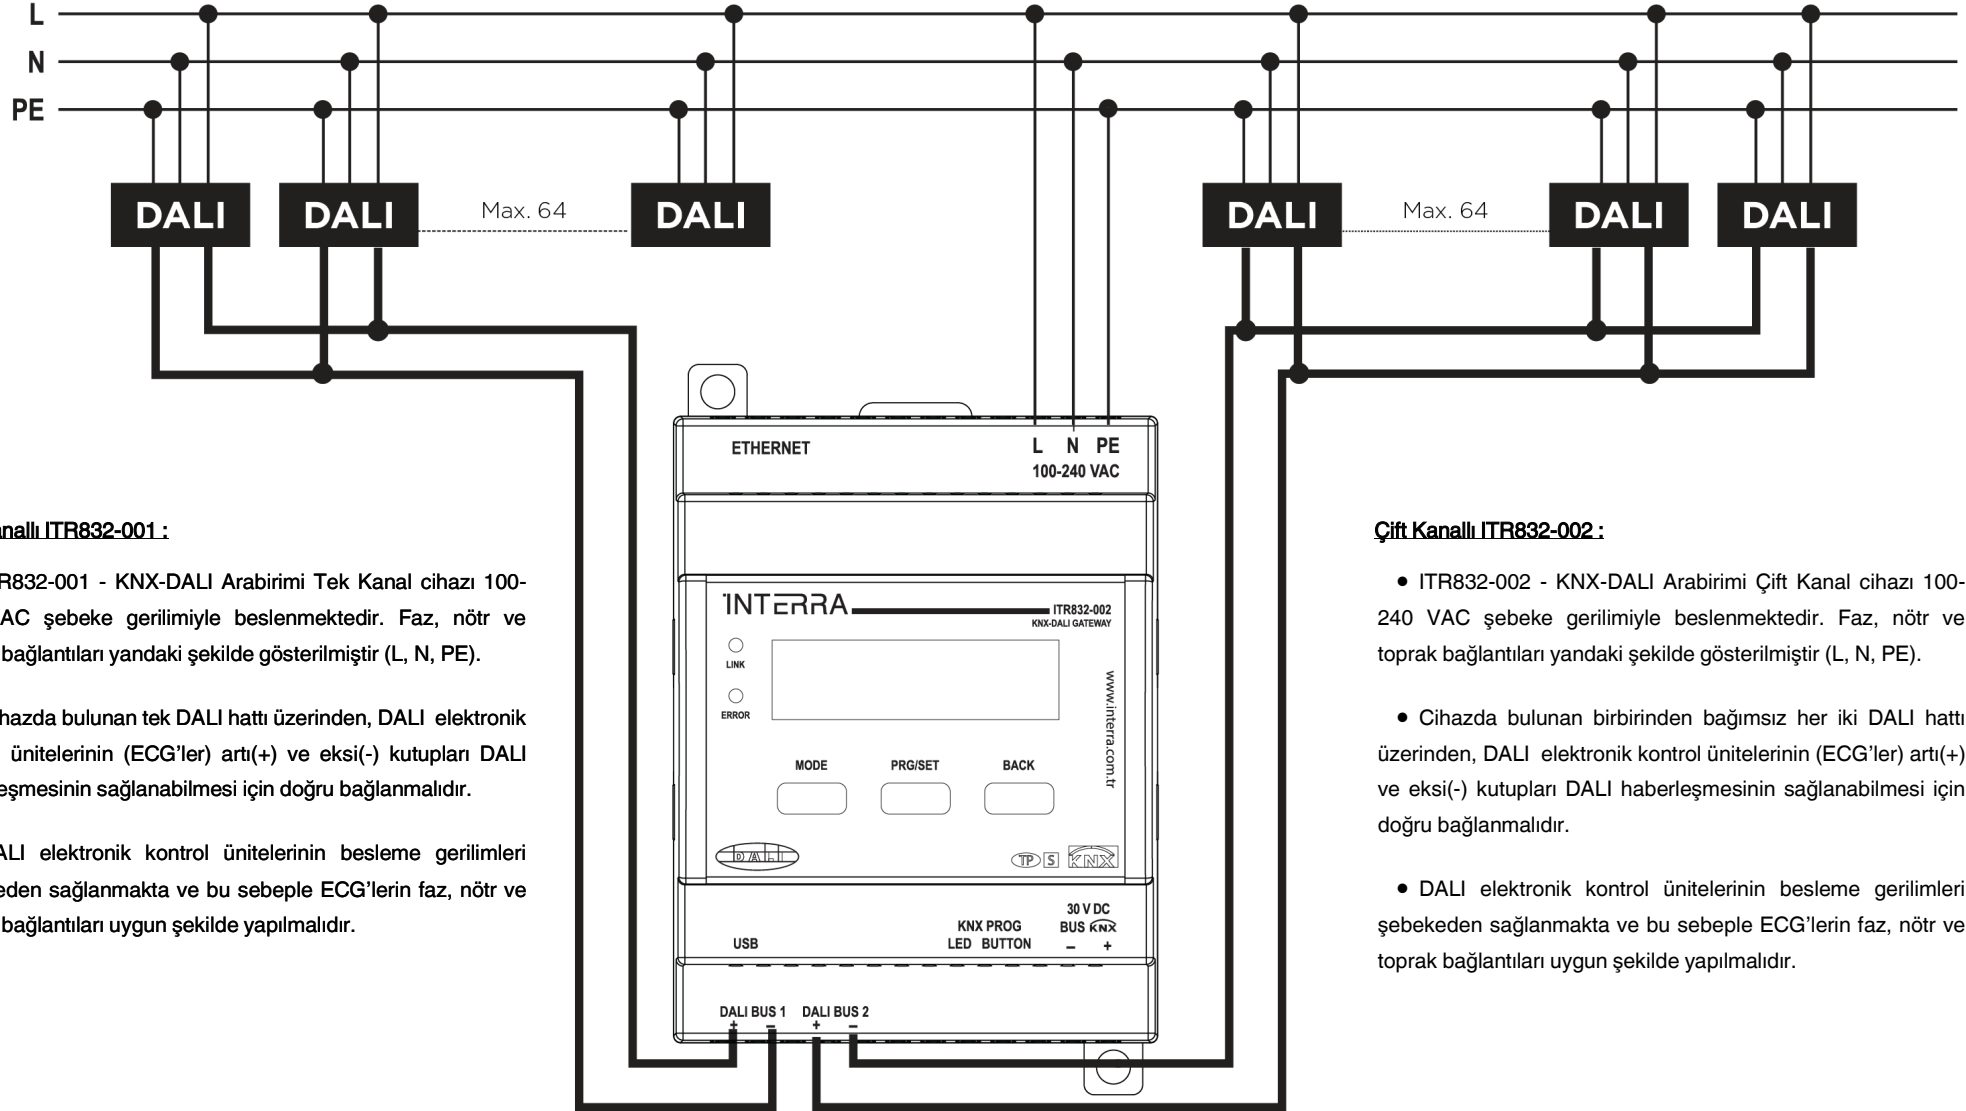 L
N
PE
DALI
DALI
Max. 64
DALI
DALI
Max. 64
DALI
DALI
ETHERNET
L N PE
100-240 VAC
INTERRA
ITR832-002
KNX-DALI GATEWAY
LINK
ERROR
www.interra.com.tr
MODE PRG/SET BACK
DALI
TP S KNX
30 V DC
KNX PROG BUS KNX
USB LED BUTTON – +
DALI BUS 1 DALI BUS 2
+ – + –
anallı ITR832-001 :
R832-001 - KNX-DALI Arabirimi Tek Kanal cihazı 100-
AC şebeke gerilimiyle beslenmektedir. Faz, nötr ve
bağlantıları yandaki şekilde gösterilmiştir (L, N, PE).
hazda bulunan tek DALI hattı üzerinden, DALI elektronik
ünitelerinin (ECG’ler) artı(+) ve eksi(-) kutupları DALI
eşmesinin sağlanabilmesi için doğru bağlanmalıdır.
ALI elektronik kontrol ünitelerinin besleme gerilimleri
eden sağlanmakta ve bu sebeple ECG’lerin faz, nötr ve
bağlantıları uygun şekilde yapılmalıdır.
Çift Kanallı ITR832-002 :
● ITR832-002 - KNX-DALI Arabirimi Çift Kanal cihazı 100-
240 VAC şebeke gerilimiyle beslenmektedir. Faz, nötr ve
toprak bağlantıları yandaki şekilde gösterilmiştir (L, N, PE).
● Cihazda bulunan birbirinden bağımsız her iki DALI hattı
üzerinden, DALI elektronik kontrol ünitelerinin (ECG’ler) artı(+)
ve eksi(-) kutupları DALI haberleşmesinin sağlanabilmesi için
doğru bağlanmalıdır.
● DALI elektronik kontrol ünitelerinin besleme gerilimleri
şebekeden sağlanmakta ve bu sebeple ECG’lerin faz, nötr ve
toprak bağlantıları uygun şekilde yapılmalıdır.